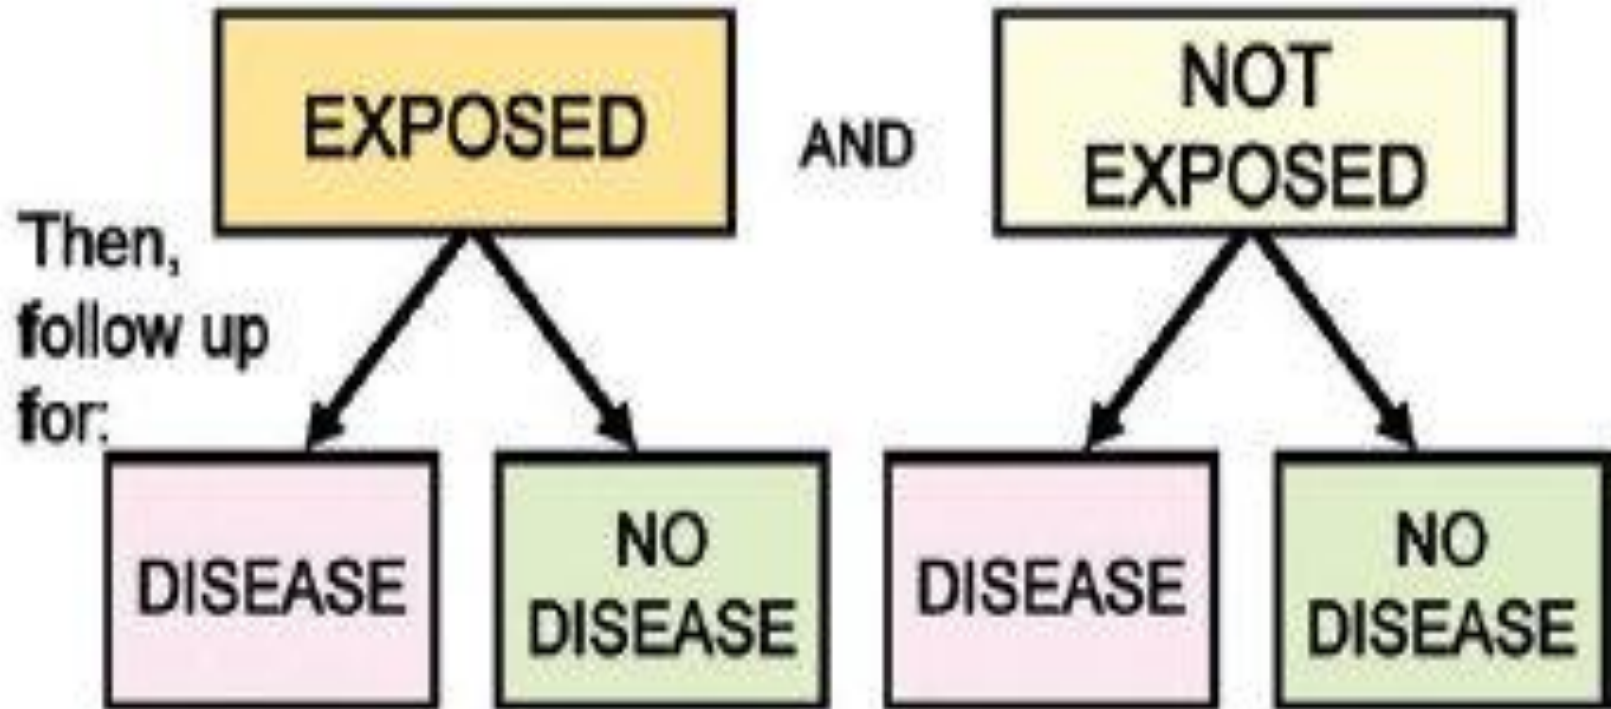 EXPOSED
AND
NOT
EXPOSED
Then,
follow up
for:
DISEASE
NO
DISEASE
DISEASE
NO
DISEASE